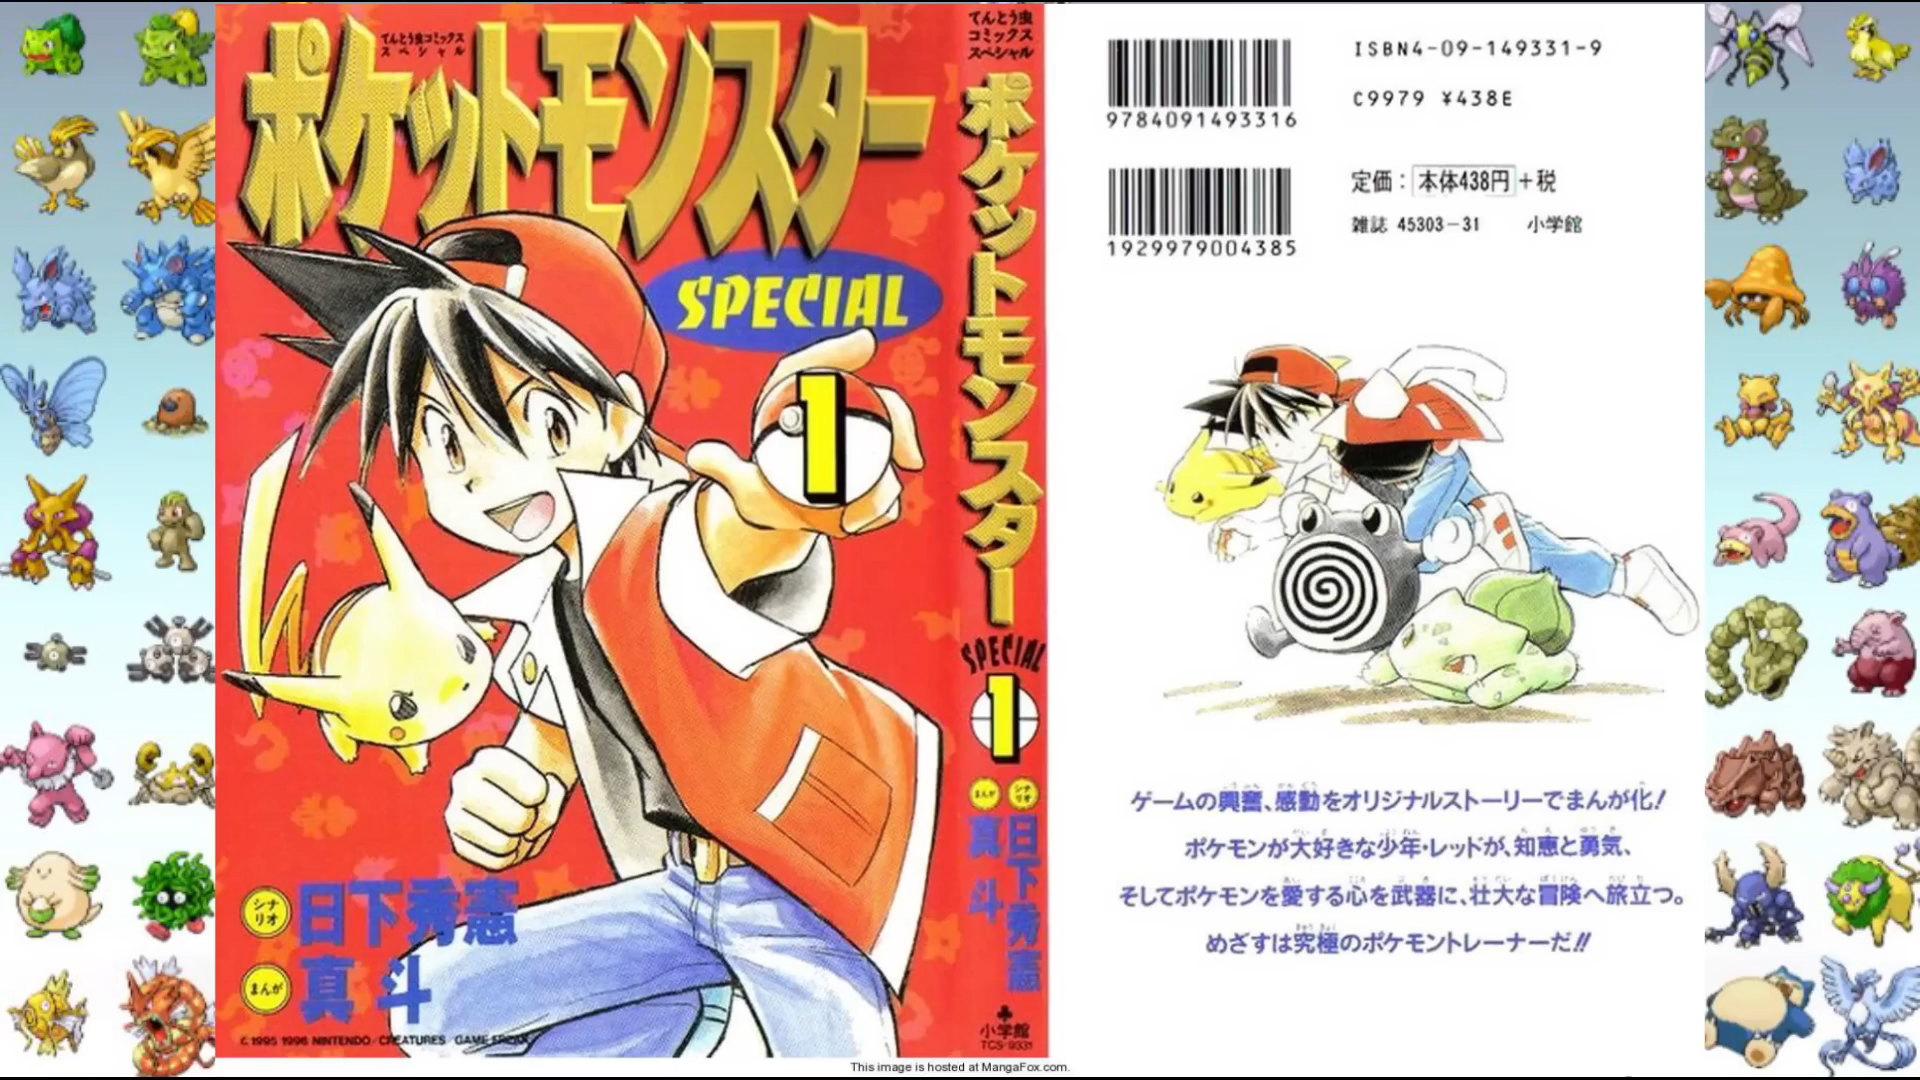 てんとう虫コミックス
スペシャル
ポケットモンスター
SPECIAL
1
シナリオ
日下秀憲
まんが
真斗
© 1995 1996 NINTENDO/CREATURES/GAME FREAK
てんとう虫
コミックス
スペシャル
ポケットモンスター
SPECIAL
1
シナリオ
日下秀憲
まんが
真斗
小学館
TCS-9331
9784091493316
1929979004385
ISBN4-09-149331-9
C9979 ¥438E
定価:本体438円+税
雑誌 45303-31 小学館
ゲームの興奮、感動をオリジナルストーリーでまんが化!
ポケモンが大好きな少年・レッドが、知恵と勇気、
そしてポケモンを愛する心を武器に、壮大な冒険へ旅立つ。
めざすは究極のポケモントレーナーだ!!
This image is hosted at MangaFox.com.